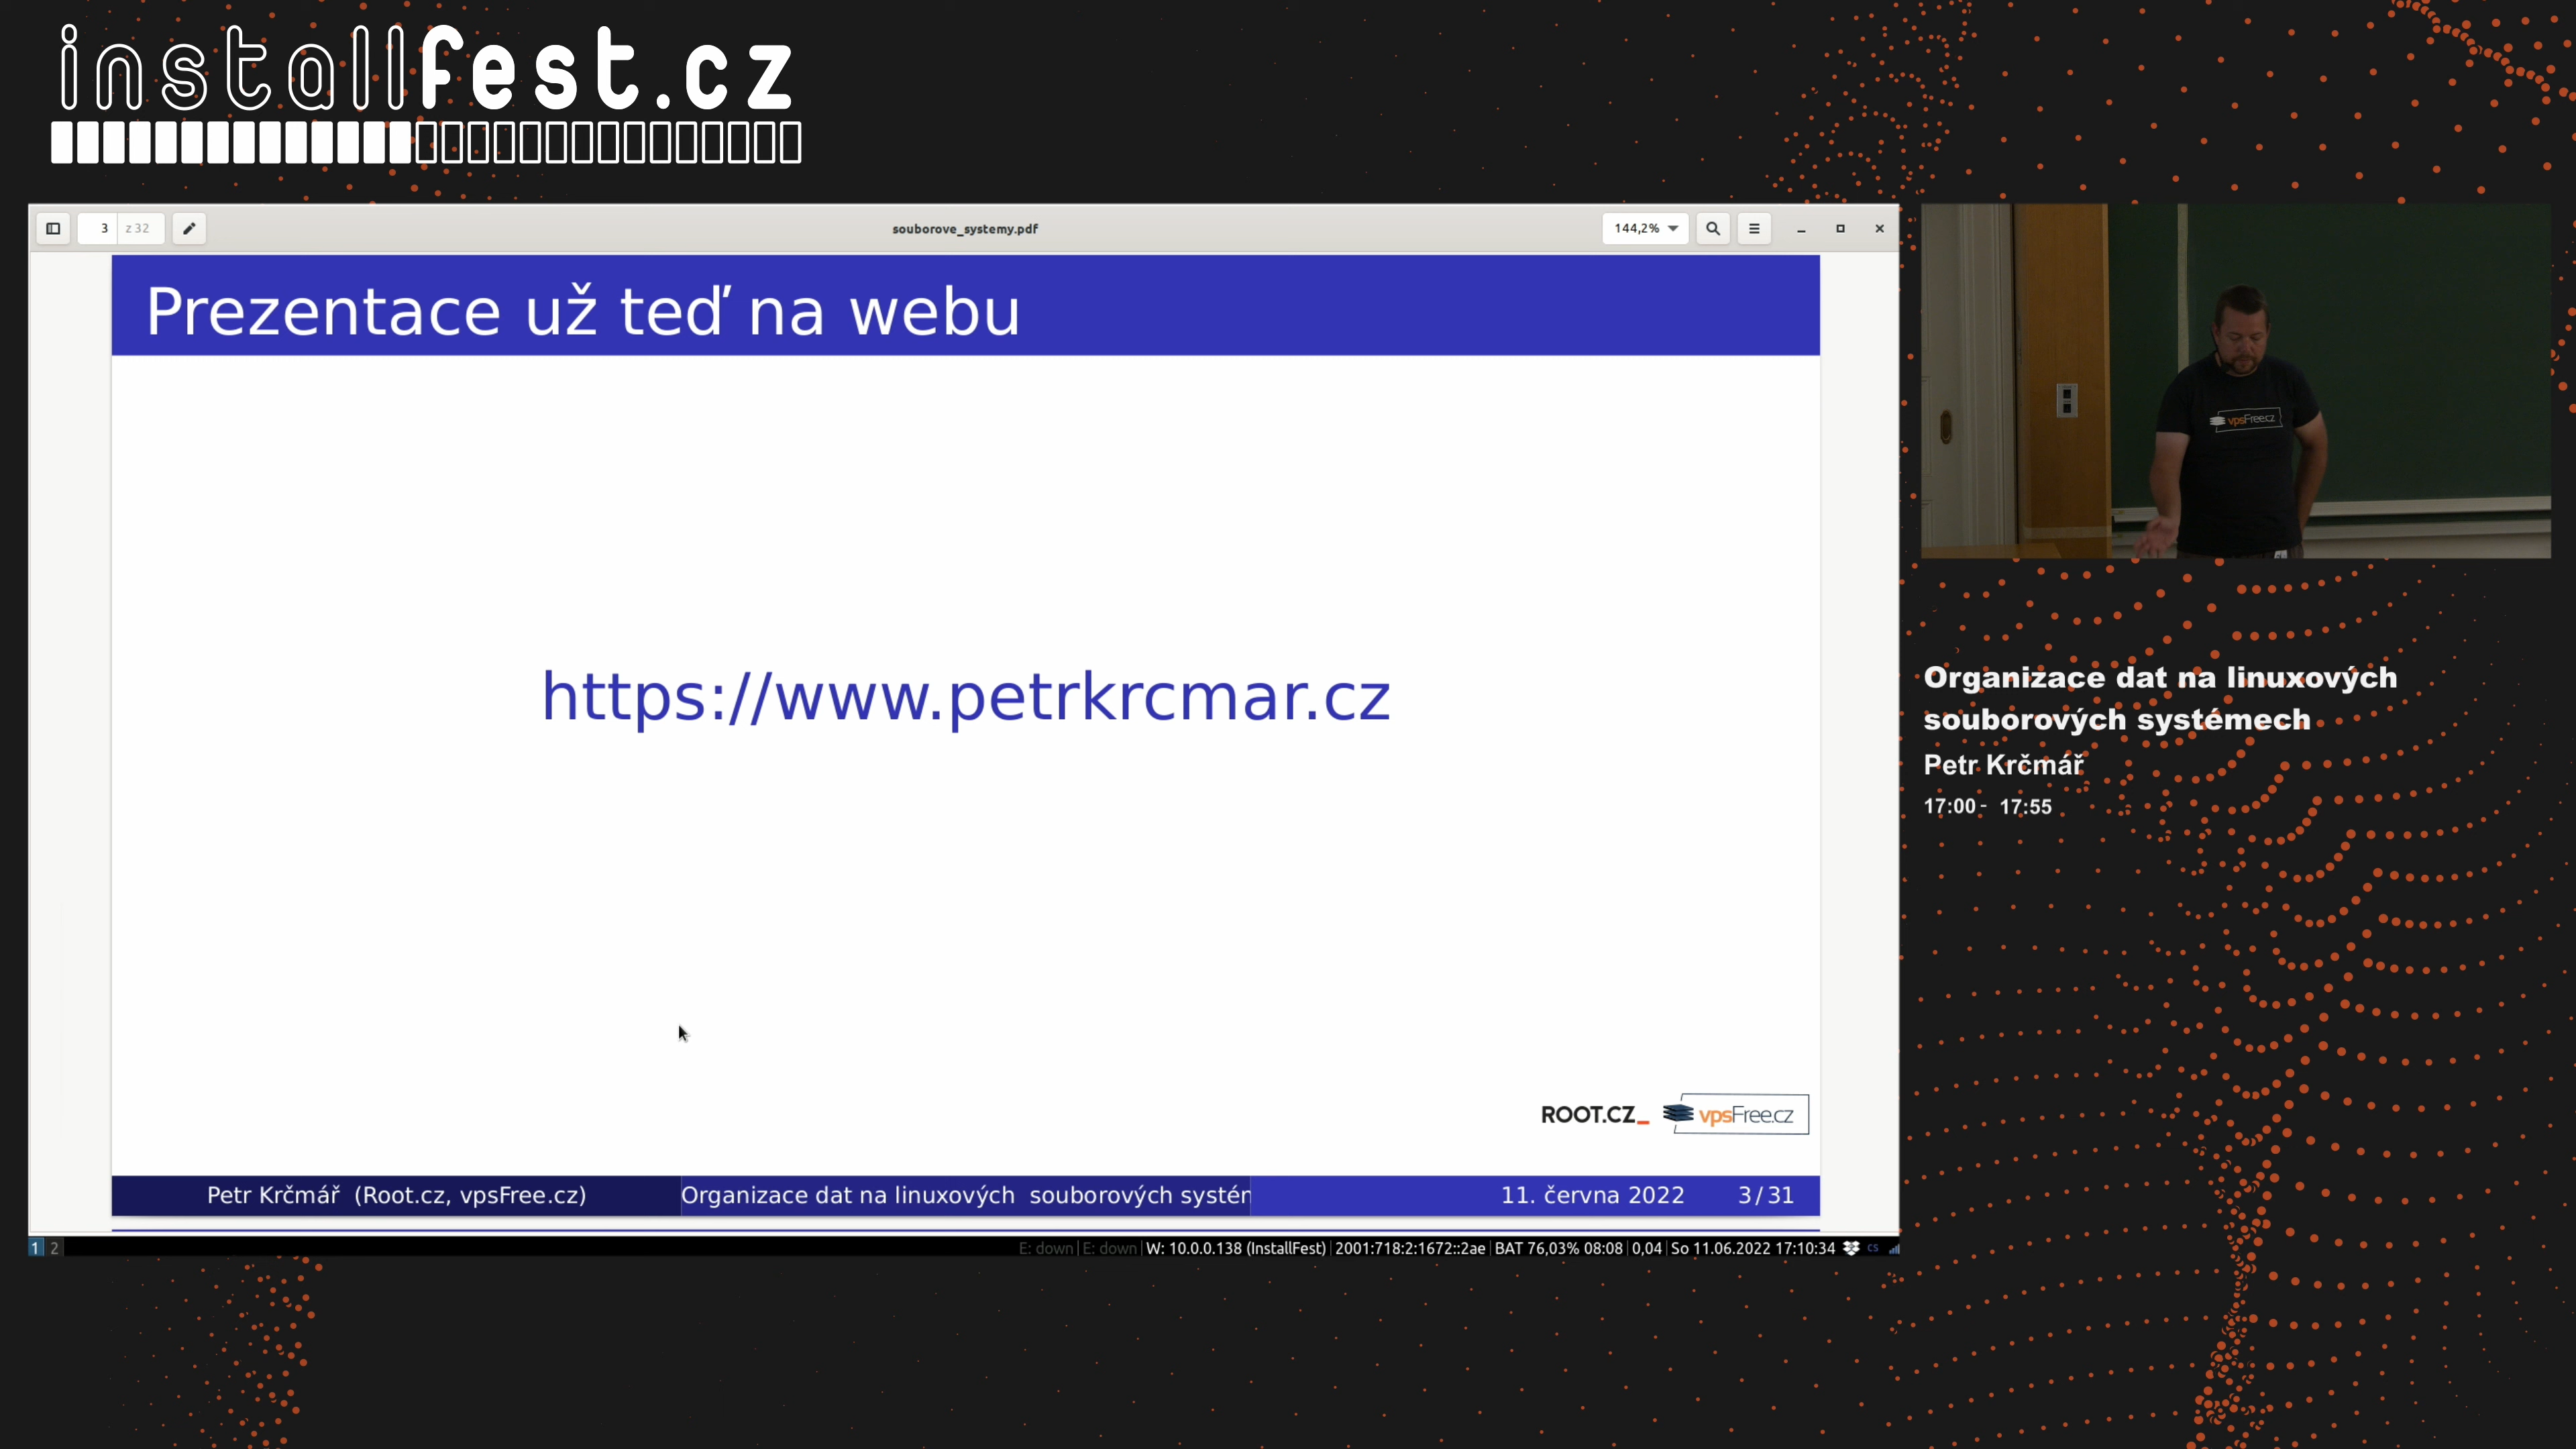 installfest.cz
3 z 32
souborove_systemy.pdf
144,2%
Prezentace už teď na webu
https://www.petrkrcmar.cz
ROOT.CZ_
vpsFree.cz
Petr Krčmář (Root.cz, vpsFree.cz)
Organizace dat na linuxových souborových systém
11. června 2022
3 / 31
1 2
E: down | E: down | W: 10.0.0.138 (InstallFest) | 2001:718:2:1672::2ae | BAT 76,03% 08:08 | 0,04 | So 11.06.2022 17:10:34 cs
vpsFree.cz
Organizace dat na linuxových
souborových systémech
Petr Krčmář
17:00 - 17:55